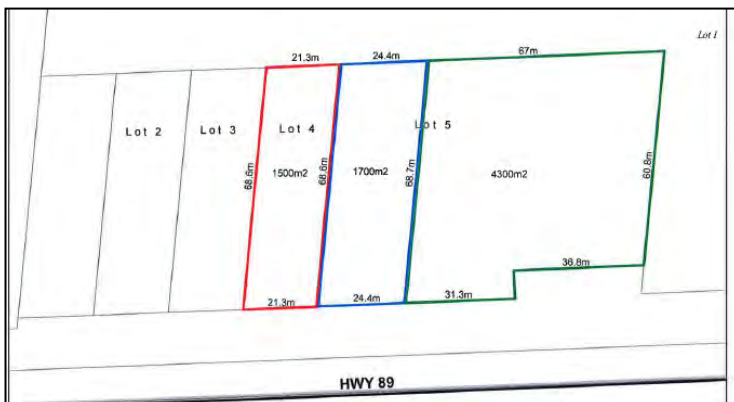 Lot 1
21.3m
24.4m
67m
Lot 2
Lot 3
Lot 4
Lot 5
68.6m
1500m2
68.6m
1700m2
68.7m
4300m2
60.8m
36.8m
21.3m
24.4m
31.3m
HWY 89